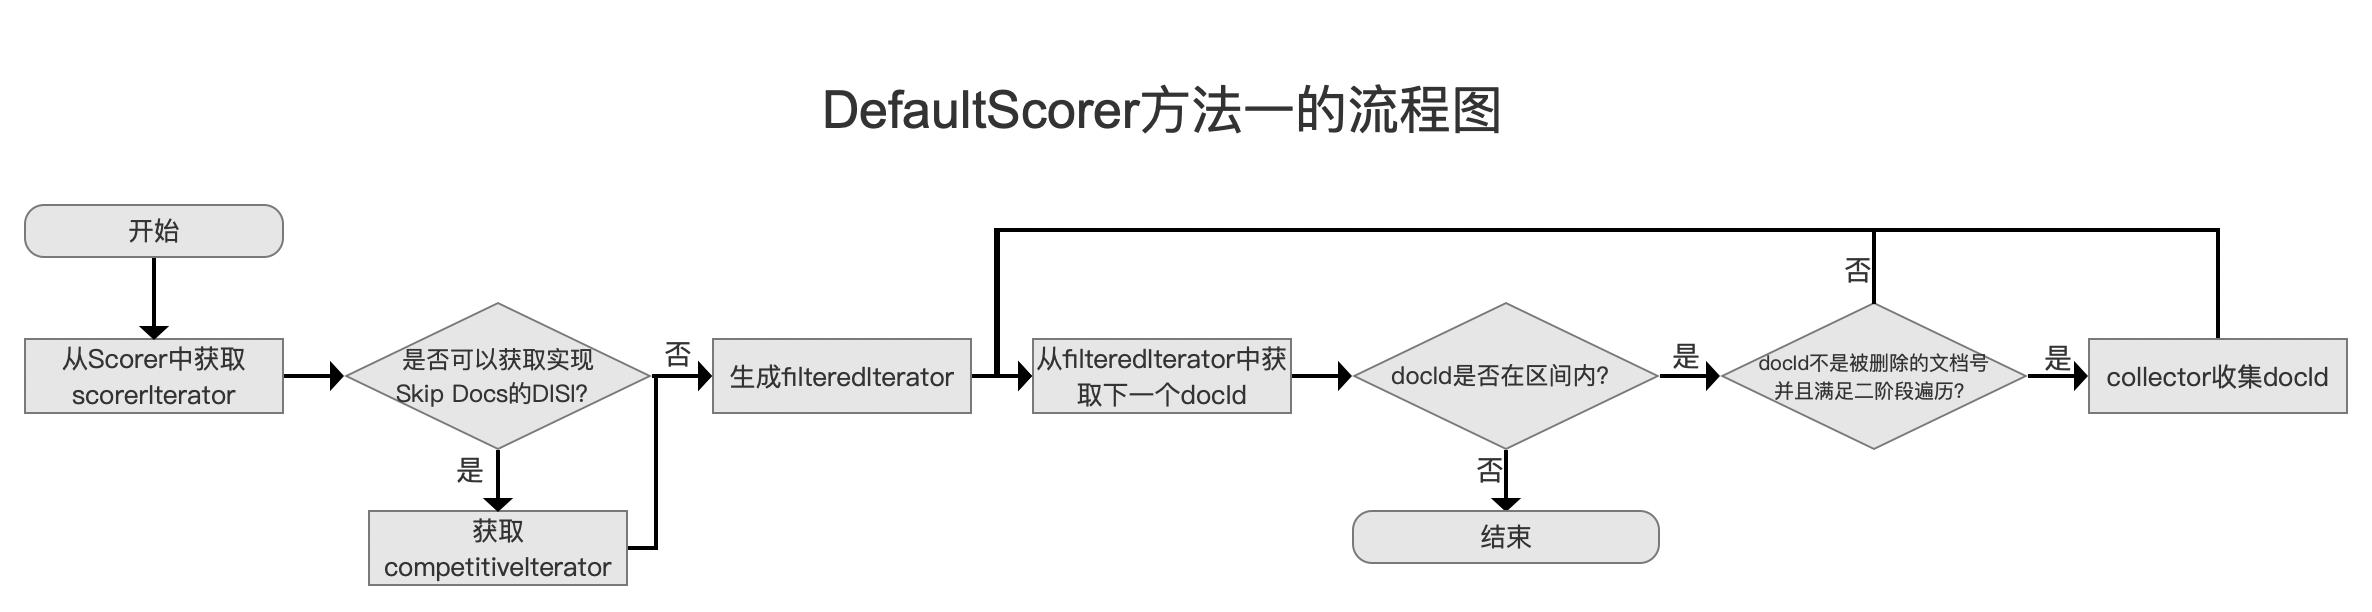 DefaultScorer方法一的流程图
开始
从Scorer中获取
scorerIterator
是否可以获取实现
Skip Docs的DISI?
是
获取
competitiveIterator
否
生成filteredIterator
从filteredIterator中获
取下一个docId
docId是否在区间内?
否
结束
是
docId不是被删除的文档号
并且满足二阶段遍历?
否
是
collector收集docId